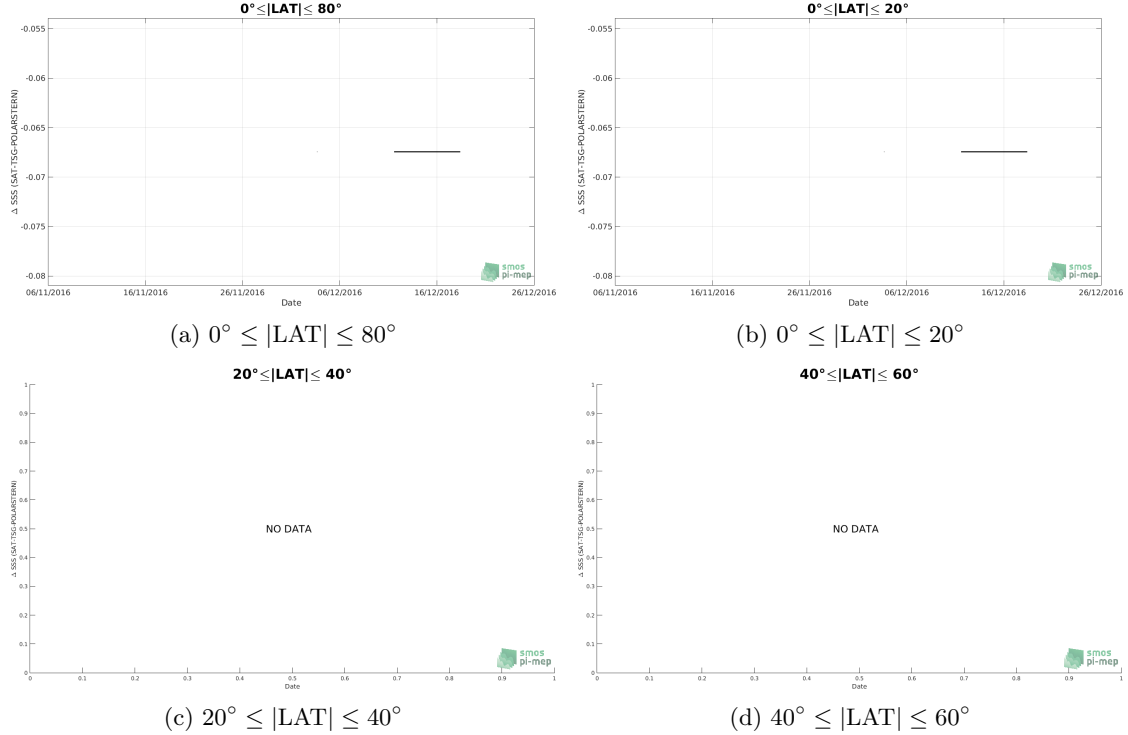 0°≤|LAT|≤ 80°
-0.055
-0.06
-0.065
-0.07
-0.075
-0.08
Δ SSS (SAT-TSG-POLARSTERN)
06/11/2016 16/11/2016 26/11/2016 06/12/2016 16/12/2016 26/12/2016
Date
smos
pi-mep
(a) 0° ≤ |LAT| ≤ 80°
0°≤|LAT|≤ 20°
-0.055
-0.06
-0.065
-0.07
-0.075
-0.08
Δ SSS (SAT-TSG-POLARSTERN)
06/11/2016 16/11/2016 26/11/2016 06/12/2016 16/12/2016 26/12/2016
Date
smos
pi-mep
(b) 0° ≤ |LAT| ≤ 20°
20°≤|LAT|≤ 40°
1
0.9
0.8
0.7
0.6
0.5
0.4
0.3
0.2
0.1
0
Δ SSS (SAT-TSG-POLARSTERN)
NO DATA
0 0.1 0.2 0.3 0.4 0.5 0.6 0.7 0.8 0.9 1
Date
smos
pi-mep
(c) 20° ≤ |LAT| ≤ 40°
40°≤|LAT|≤ 60°
1
0.9
0.8
0.7
0.6
0.5
0.4
0.3
0.2
0.1
0
Δ SSS (SAT-TSG-POLARSTERN)
NO DATA
0 0.1 0.2 0.3 0.4 0.5 0.6 0.7 0.8 0.9 1
Date
smos
pi-mep
(d) 40° ≤ |LAT| ≤ 60°